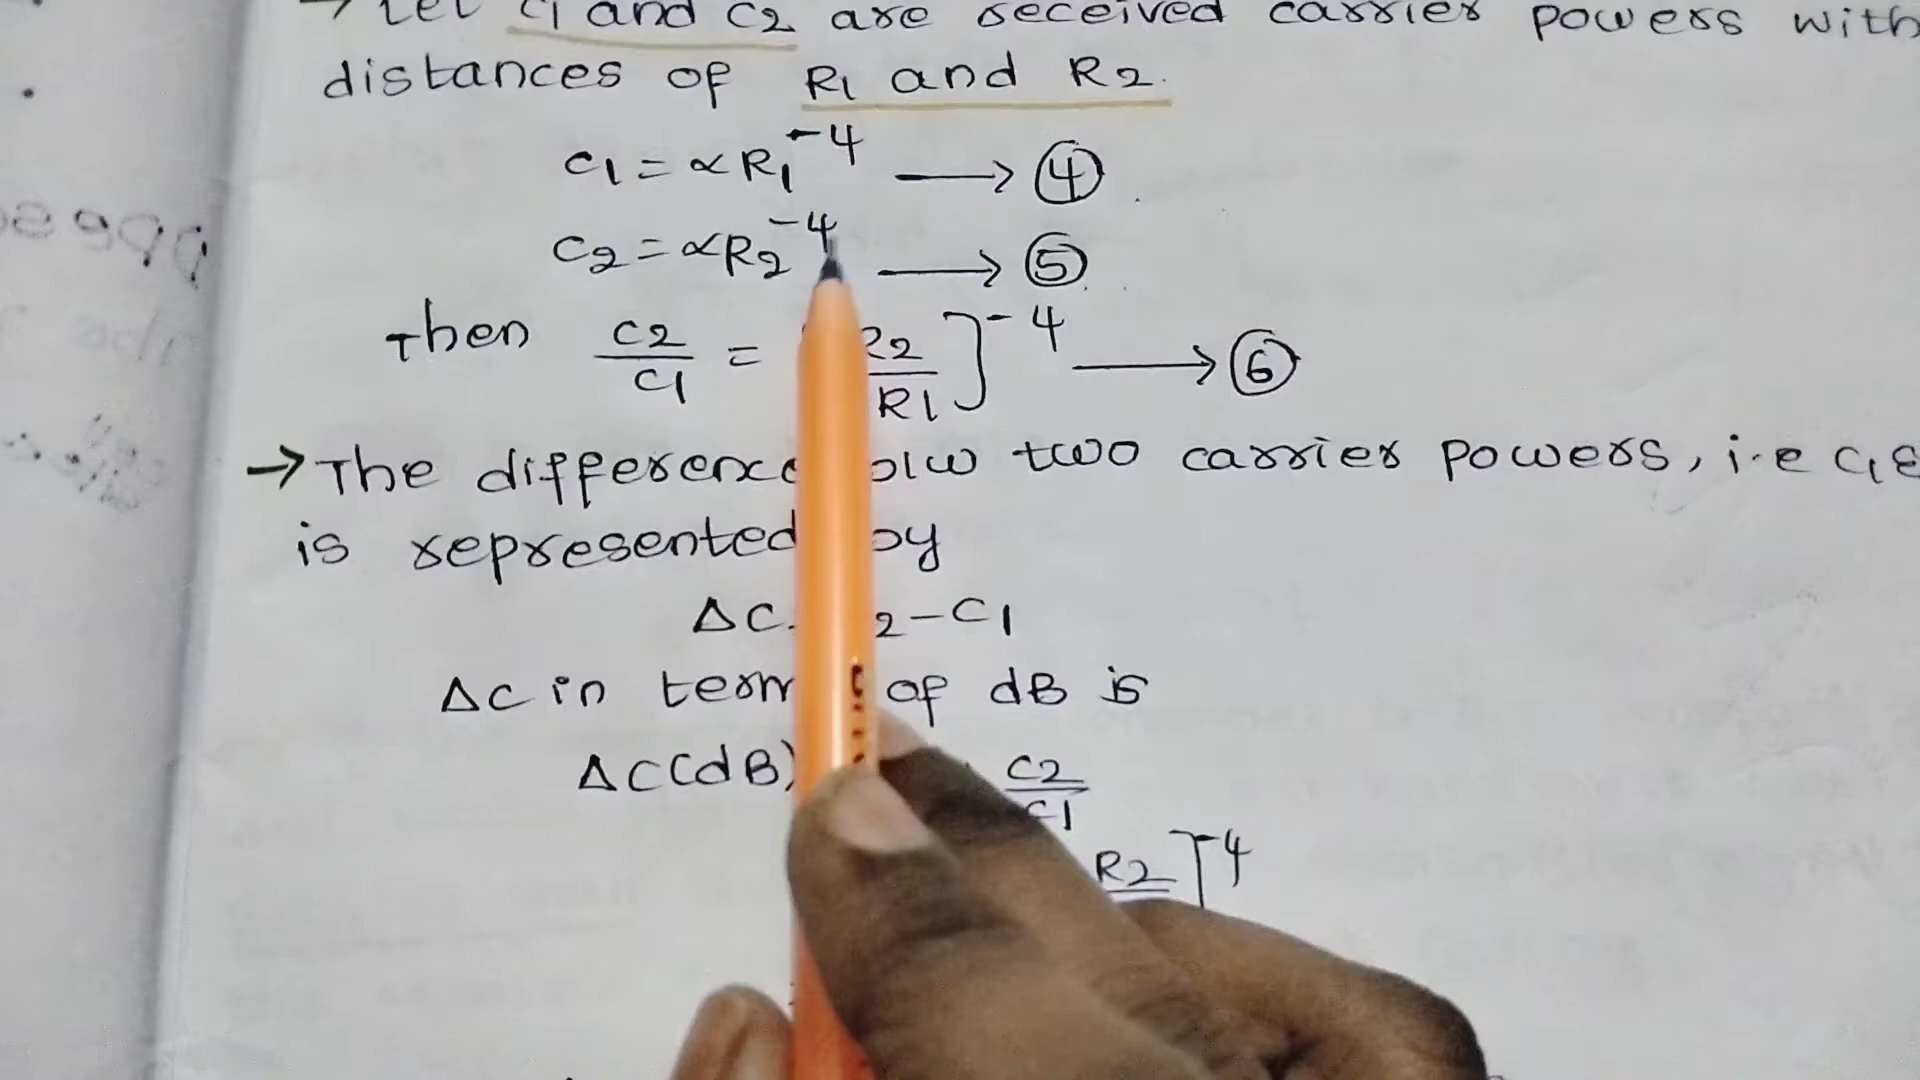 → Let C1 and C2 are received carrier powers with
distances of R1 and R2.
C1 = αR1^-4 → ④
C2 = αR2^-4 → ⑤
Then C2/C1 = R2/R1]^-4 → ⑥
→ The difference b/w two carrier powers, i.e C1 &
is represented by
ΔC 2-C1
ΔC in term of dB is
ΔC(dB) C2/C1
R2]^-4